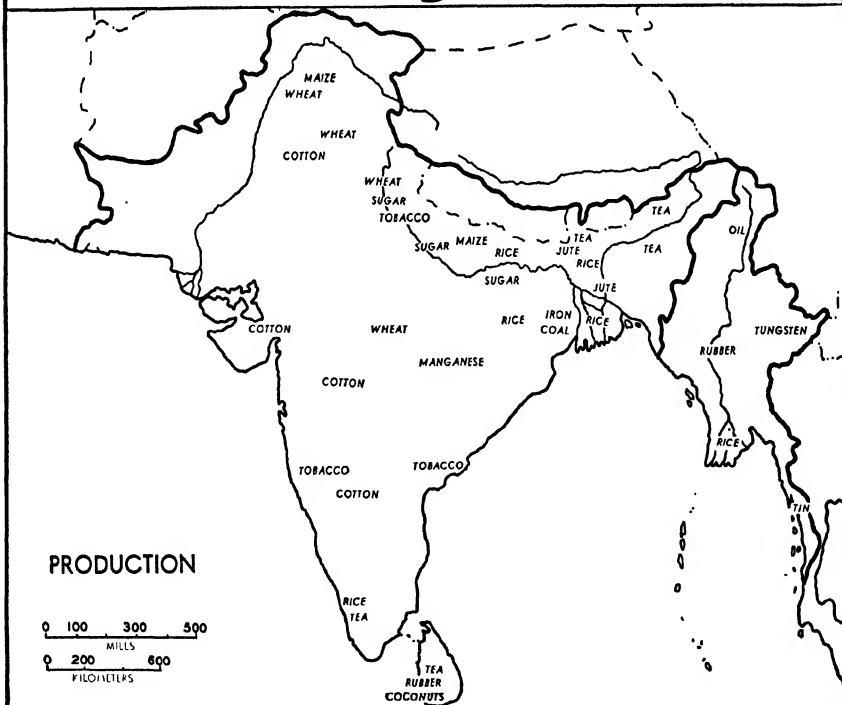 MAIZE
WHEAT
WHEAT
COTTON
WHEAT
SUGAR
TOBACCO
SUGAR
MAIZE
RICE
SUGAR
TEA
JUTE
RICE
JUTE
TEA
TEA
OIL
COTTON
WHEAT
RICE
IRON
COAL
RICE
TUNGSTEN
MANGANESE
RUBBER
COTTON
RICE
TOBACCO
TOBACCO
COTTON
TIN
PRODUCTION
RICE
TEA
0 100 300 500
MILLS
0 200 600
KILOMETERS
TEA
RUBBER
COCONUTS